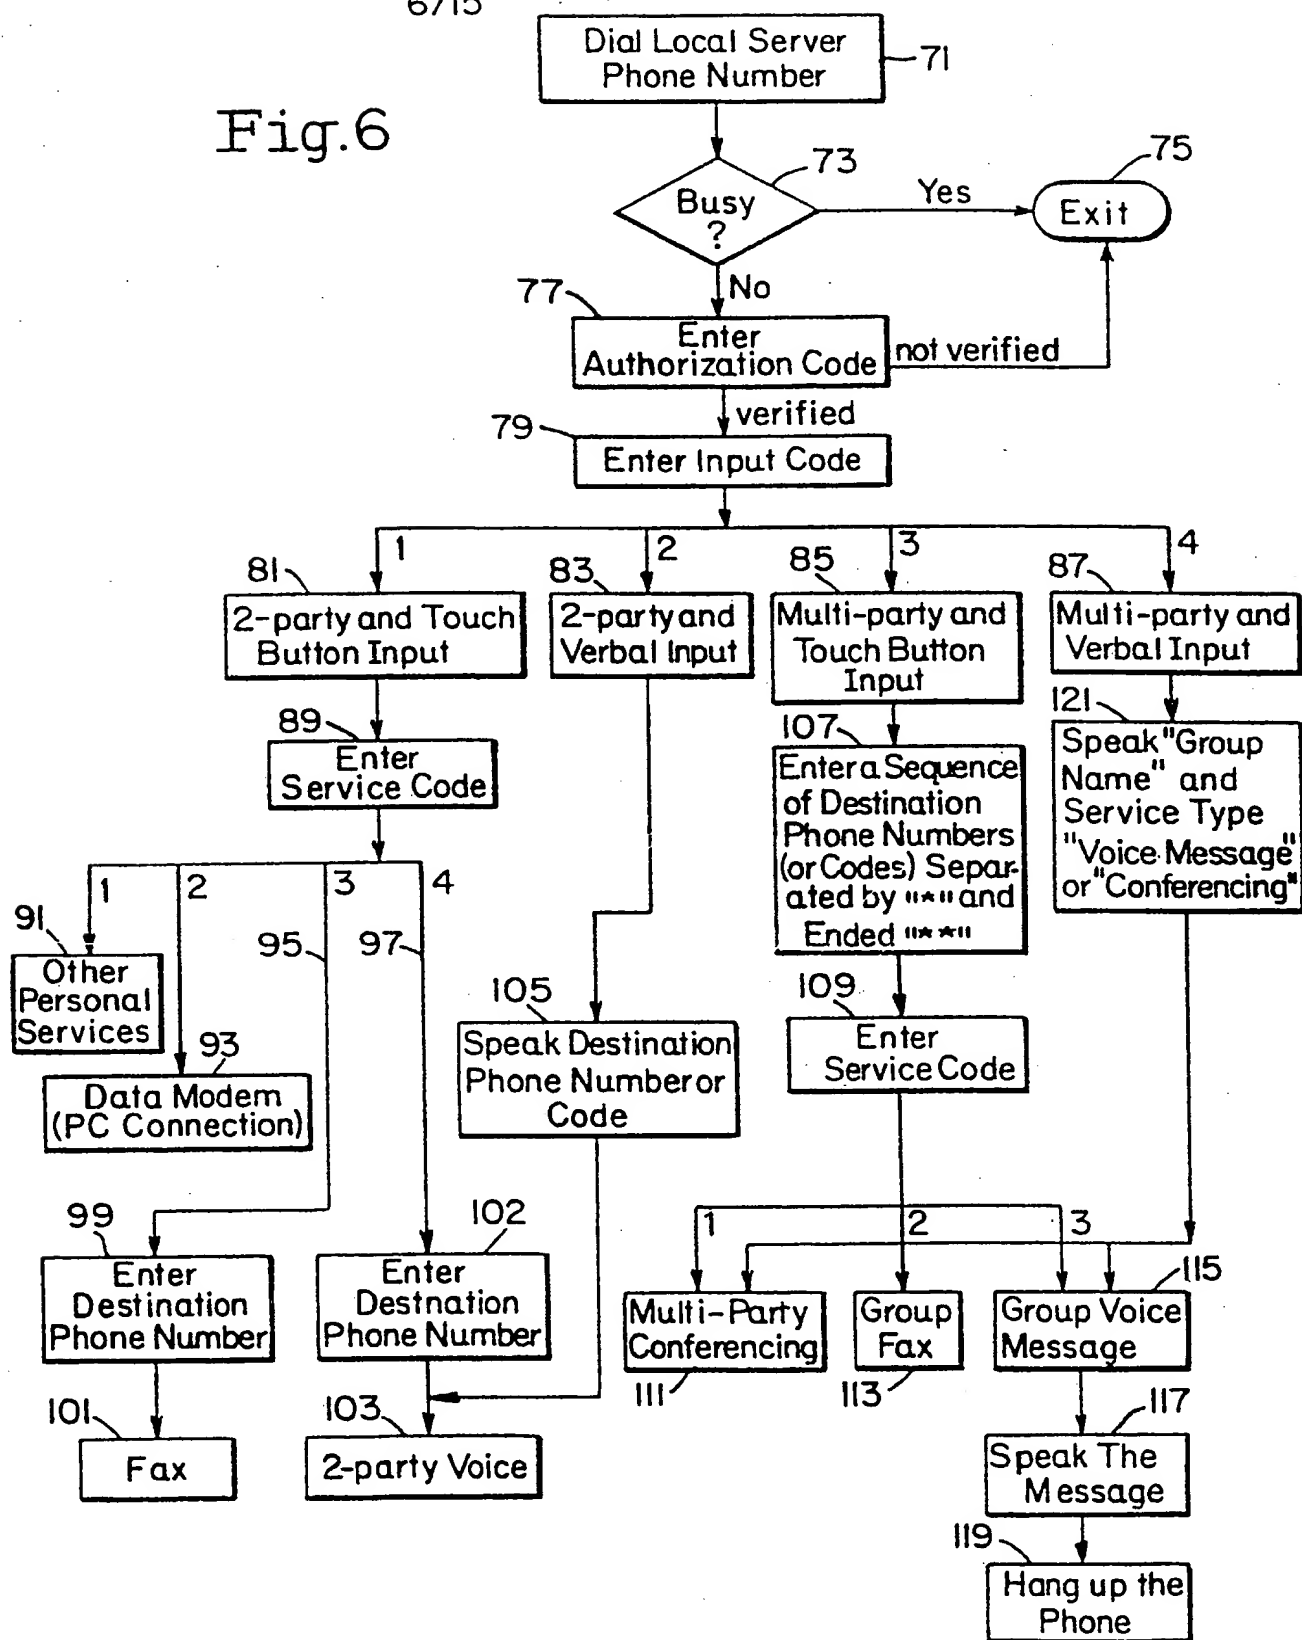 6/15
Fig.6
Dial Local Server
Phone Number
71
Busy
?
73
Yes
75
Exit
No
77
Enter
Authorization Code
not verified
verified
79
Enter Input Code
1
2
3
4
81
2-party and Touch
Button Input
83
2-party and
Verbal Input
85
Multi-party and
Touch Button
Input
87
Multi-party and
Verbal Input
89
Enter
Service Code
107
Enter a Sequence
of Destination
Phone Numbers
(or Codes) Separ-
ated by "*" and
Ended "**"
121
Speak "Group
Name" and
Service Type
"Voice Message"
or "Conferencing"
1
2
3
4
91
Other
Personal
Services
93
Data Modem
(PC Connection)
95
97
105
Speak Destination
Phone Number or
Code
109
Enter
Service Code
99
Enter
Destination
Phone Number
102
Enter
Destnation
Phone Number
1
2
3
Multi-Party
Conferencing
111
Group
Fax
113
115
Group Voice
Message
101
Fax
103
2-party Voice
117
Speak The
Message
119
Hang up the
Phone